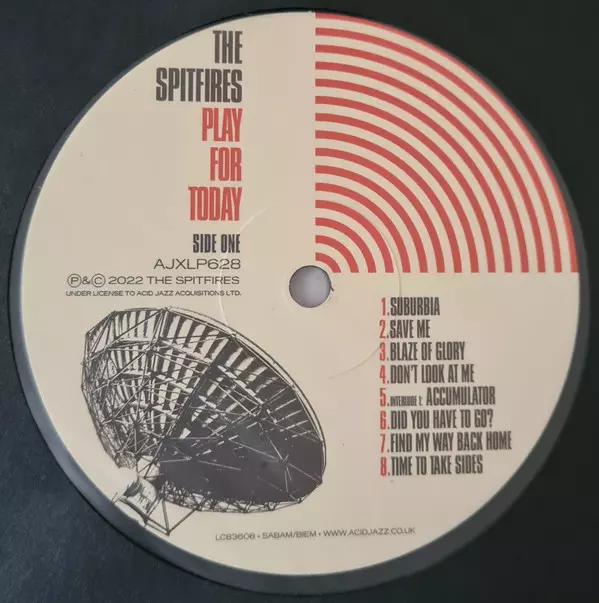 THE
SPITFIRES
PLAY
FOR
TODAY
SIDE ONE
AJXLP628
Ⓟ&© 2022 THE SPITFIRES
UNDER LICENSE TO ACID JAZZ ACQUISITIONS LTD.
1.SUBURBIA
2.SAVE ME
3.BLAZE OF GLORY
4.DON'T LOOK AT ME
5.INTERLUDE 1: ACCUMULATOR
6.DID YOU HAVE TO GO?
7.FIND MY WAY BACK HOME
8.TIME TO TAKE SIDES
LC83608 • SABAM/BIEM • WWW.ACIDJAZZ.CO.UK